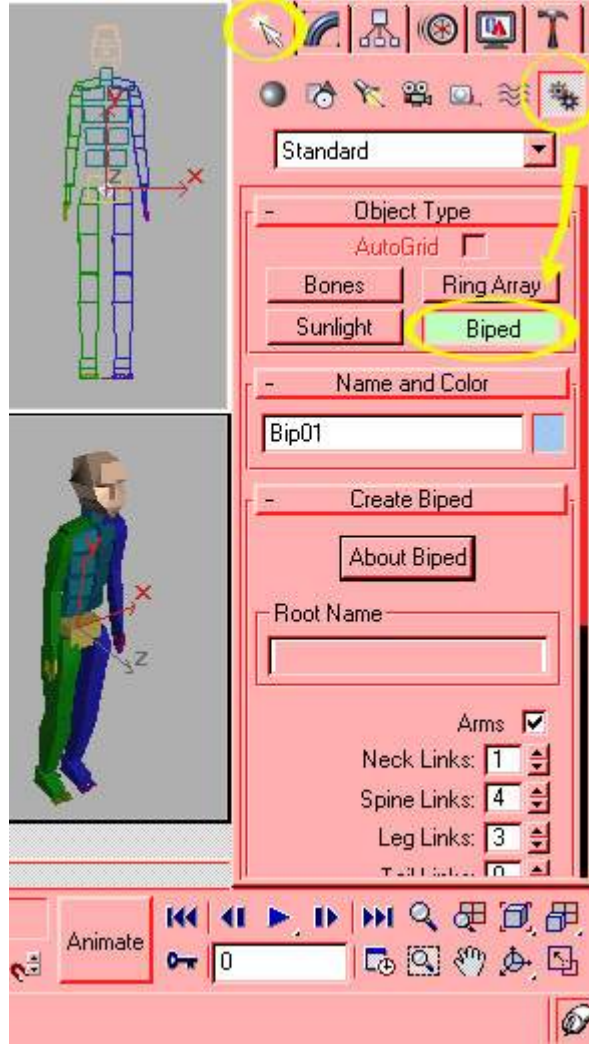 Standard
Object Type
AutoGrid
Bones Ring Array
Sunlight Biped
Name and Color
Bip01
Create Biped
About Biped
Root Name
Arms
Neck Links: 1
Spine Links: 4
Leg Links: 3
Animate
0
X
Y
Z
X
Y
Z